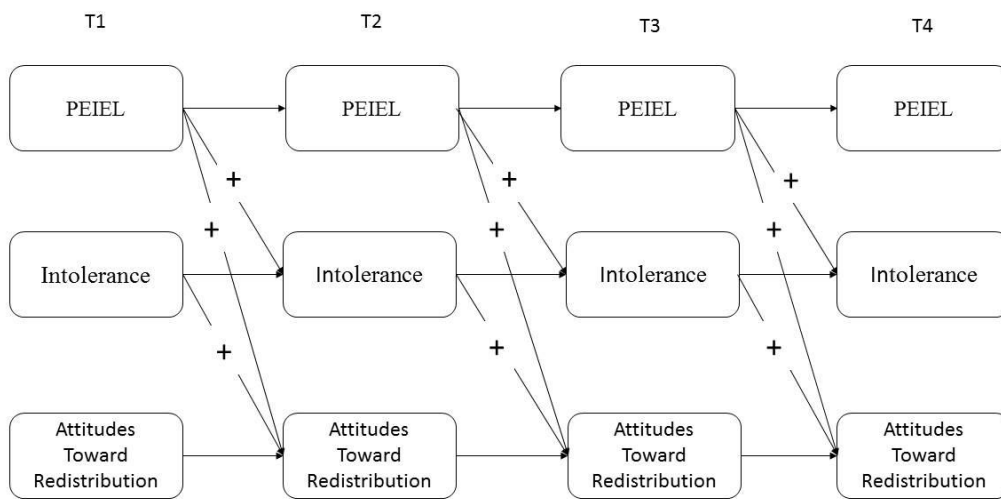 T1 T2 T3 T4
PEIEL PEIEL PEIEL PEIEL
+ + +
+ + +
Intolerance Intolerance Intolerance Intolerance
+ + +
Attitudes Attitudes Attitudes Attitudes
Toward Toward Toward Toward
Redistribution Redistribution Redistribution Redistribution